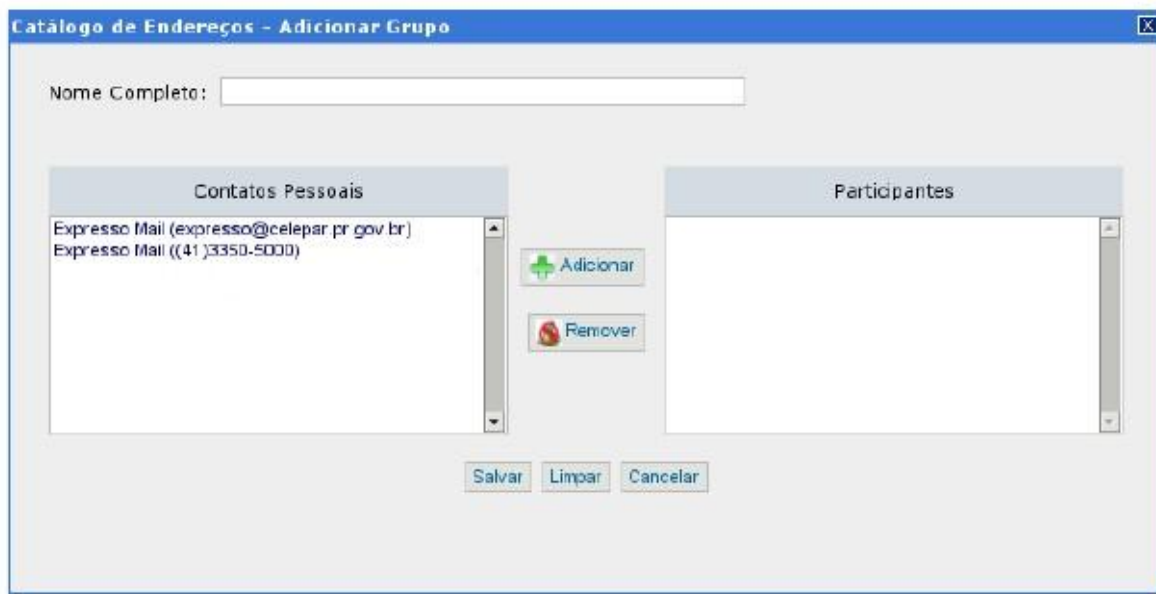 Catálogo de Endereços - Adicionar Grupo
X
Nome Completo:
Contatos Pessoais
Participantes
Expresso Mail (expresso@celepar.pr.gov.br)
Expresso Mail ((41)3350-5000)
Adicionar
Remover
Salvar Limpar Cancelar